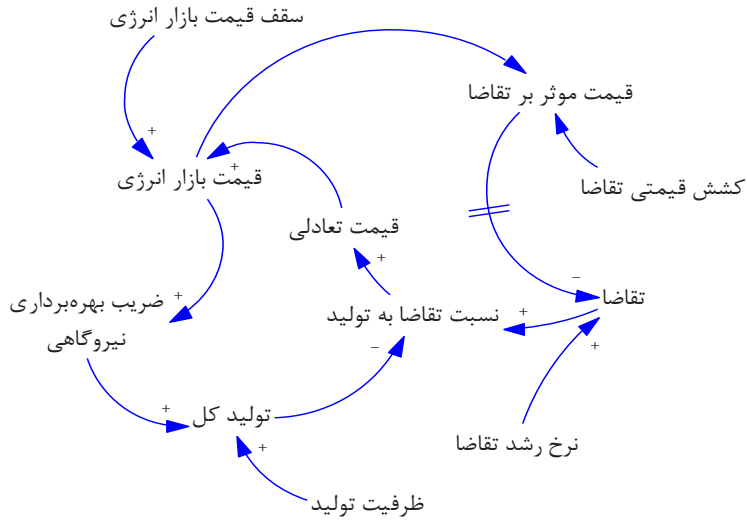 سقف قیمت بازار انرژی
+
قیمت موثر بر تقاضا
+
قیمت بازار انرژی
کشش قیمتی تقاضا
قیمت تعادلی
+
−
تقاضا
+
ضریب بهره‌برداری
نیروگاهی
نسبت تقاضا به تولید
+
−
+
+
تولید کل
+
نرخ رشد تقاضا
ظرفیت تولید